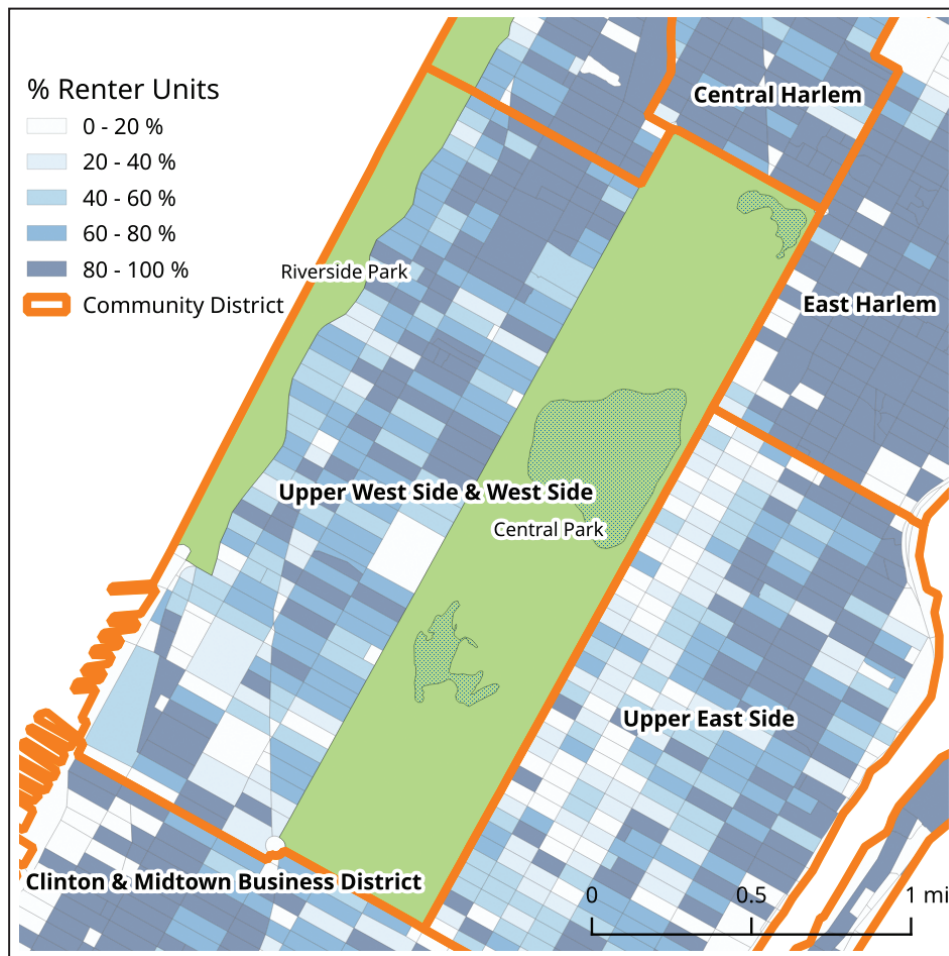 % Renter Units
0 - 20 %
20 - 40 %
40 - 60 %
60 - 80 %
80 - 100 %
Community District
Central Harlem
Riverside Park
East Harlem
Upper West Side & West Side
Central Park
Upper East Side
Clinton & Midtown Business District
0 0.5 1 mi